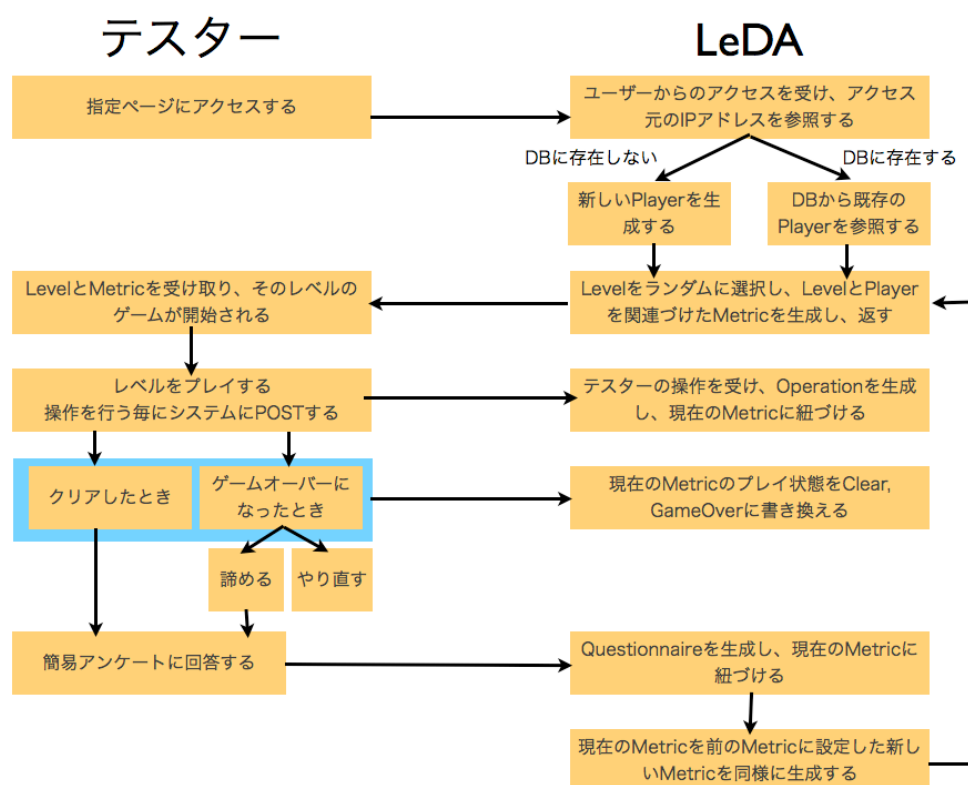 テスター
LeDA
指定ページにアクセスする
ユーザーからのアクセスを受け、アクセス
元のIPアドレスを参照する
DBに存在しない
DBに存在する
新しいPlayerを生
成する
DBから既存の
Playerを参照する
LevelとMetricを受け取り、そのレベルの
ゲームが開始される
Levelをランダムに選択し、LevelとPlayer
を関連づけたMetricを生成し、返す
レベルをプレイする
操作を行う毎にシステムにPOSTする
テスターの操作を受け、Operationを生成
し、現在のMetricに紐づける
クリアしたとき
ゲームオーバーに
なったとき
現在のMetricのプレイ状態をClear,
GameOverに書き換える
諦める
やり直す
簡易アンケートに回答する
Questionnaireを生成し、現在のMetricに
紐づける
現在のMetricを前のMetricに設定した新し
いMetricを同様に生成する